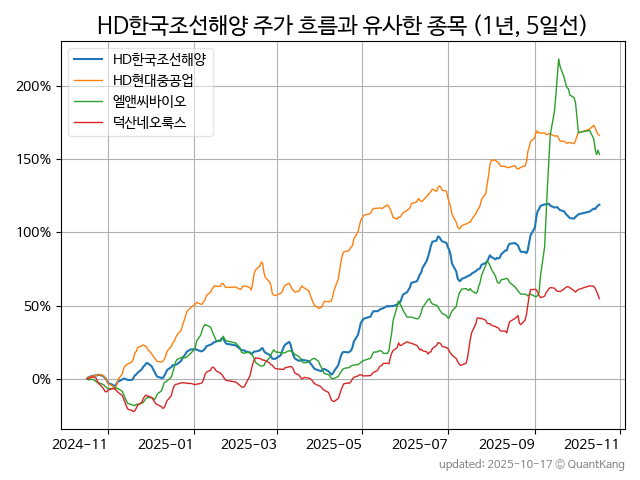 HD한국조선해양 주가 흐름과 유사한 종목 (1년, 5일선)
HD한국조선해양
HD현대중공업
엘앤씨바이오
덕산네오룩스
200%
150%
100%
50%
0%
2024-11
2025-01
2025-03
2025-05
2025-07
2025-09
2025-11
updated: 2025-10-17 © QuantKang